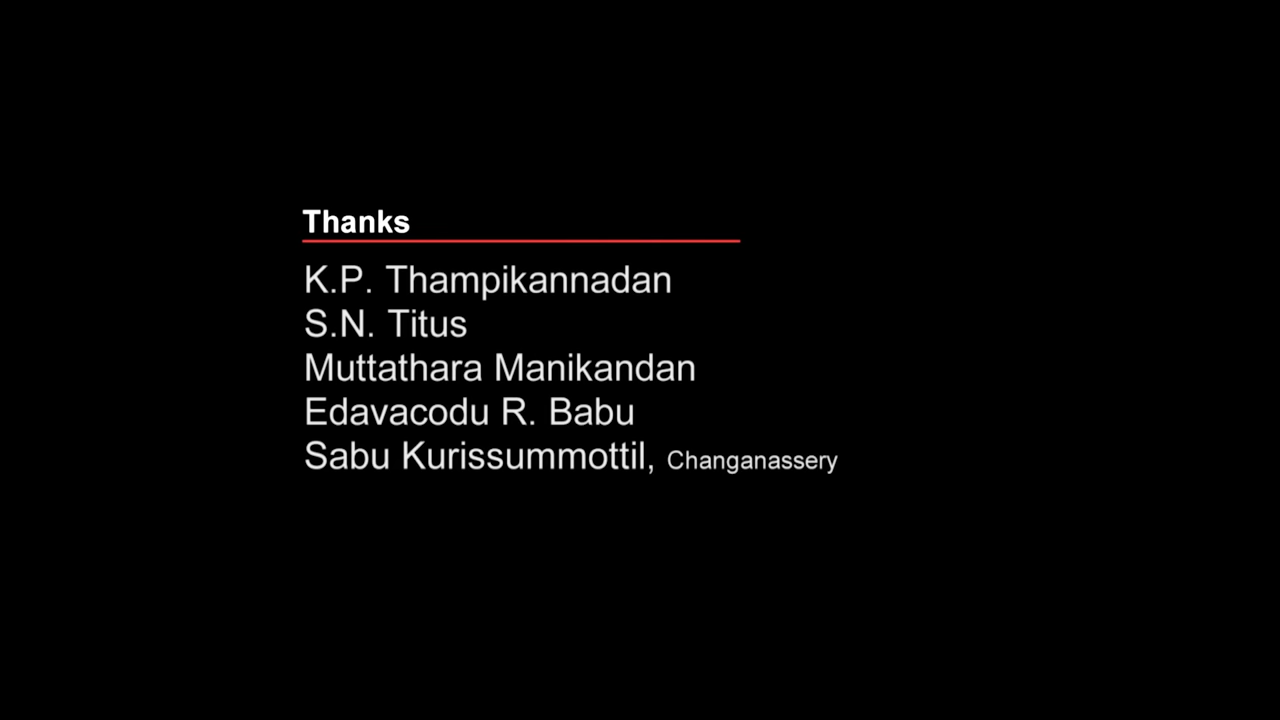 Thanks
K.P. Thampikannadan
S.N. Titus
Muttathara Manikandan
Edavacodu R. Babu
Sabu Kurissummottil, Changanassery